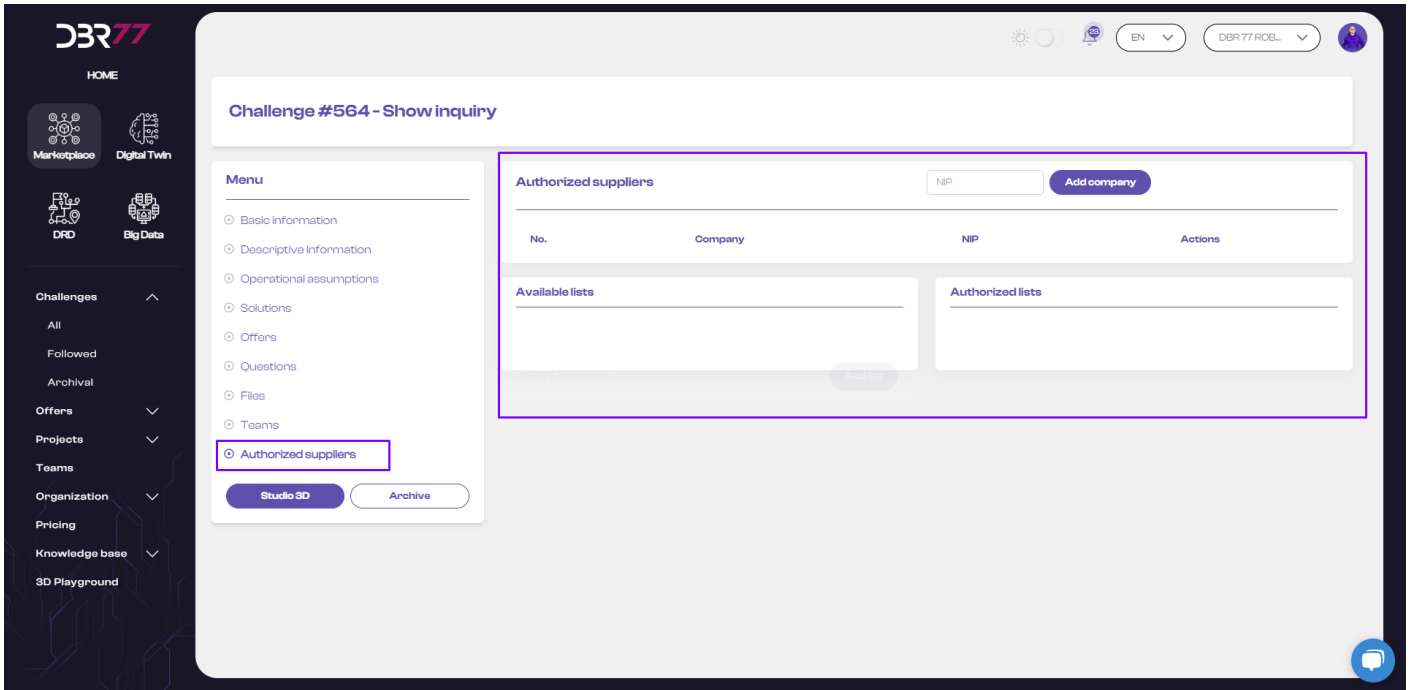 DBR77
HOME
Marketplace
Digital Twin
DRD
Big Data
Challenges
All
Followed
Archival
Offers
Projects
Teams
Organization
Pricing
Knowledge base
3D Playground
EN
DBR 77 ROB...
Challenge #564 - Show inquiry
Menu
Basic information
Descriptive Information
Operational assumptions
Solutions
Offers
Questions
Files
Teams
Authorized suppliers
Studio 3D
Archive
Authorized suppliers
NIP
Add company
No.
Company
NIP
Actions
Available lists
Authorized lists
Add list